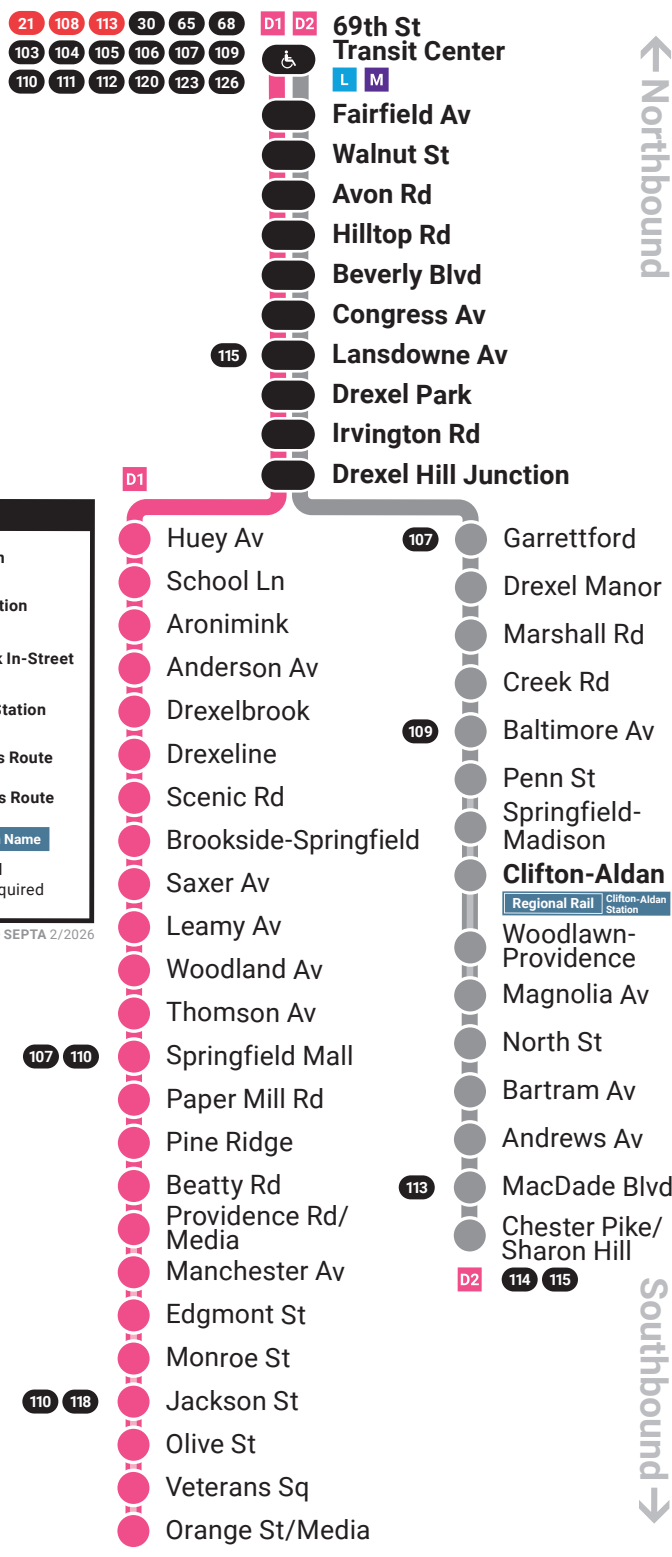 21 108 113 30 65 68
103 104 105 106 107 109
110 111 112 120 123 126
D1 D2
69th St
Transit Center
L M
Fairfield Av
Walnut St
Avon Rd
Hilltop Rd
Beverly Blvd
Congress Av
115 Lansdowne Av
Drexel Park
Irvington Rd
Drexel Hill Junction
D1
Huey Av
School Ln
Aronimink
Anderson Av
Drexelbrook
Drexeline
Scenic Rd
Brookside-Springfield
Saxer Av
Leamy Av
Woodland Av
Thomson Av
107 110 Springfield Mall
Paper Mill Rd
Pine Ridge
Beatty Rd
Providence Rd/
Media
Manchester Av
Edgmont St
Monroe St
110 118 Jackson St
Olive St
Veterans Sq
Orange St/Media
107 Garrettford
Drexel Manor
Marshall Rd
Creek Rd
109 Baltimore Av
Penn St
Springfield-
Madison
Clifton-Aldan
Regional Rail Clifton-Aldan
Station
Woodlawn-
Providence
Magnolia Av
North St
Bartram Av
Andrews Av
113 MacDade Blvd
Chester Pike/
Sharon Hill
D2 114 115
In-Street
Route
Route
Name
SEPTA 2/2026
← Northbound
Southbound →